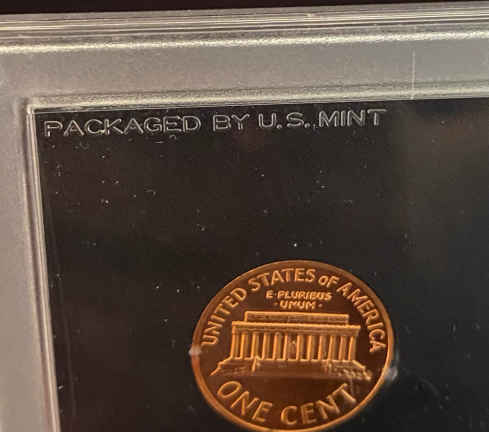 PACKAGED BY U.S. MINT
UNITED STATES OF AMERICA
E·PLURIBUS
·UNUM·
ONE CENT